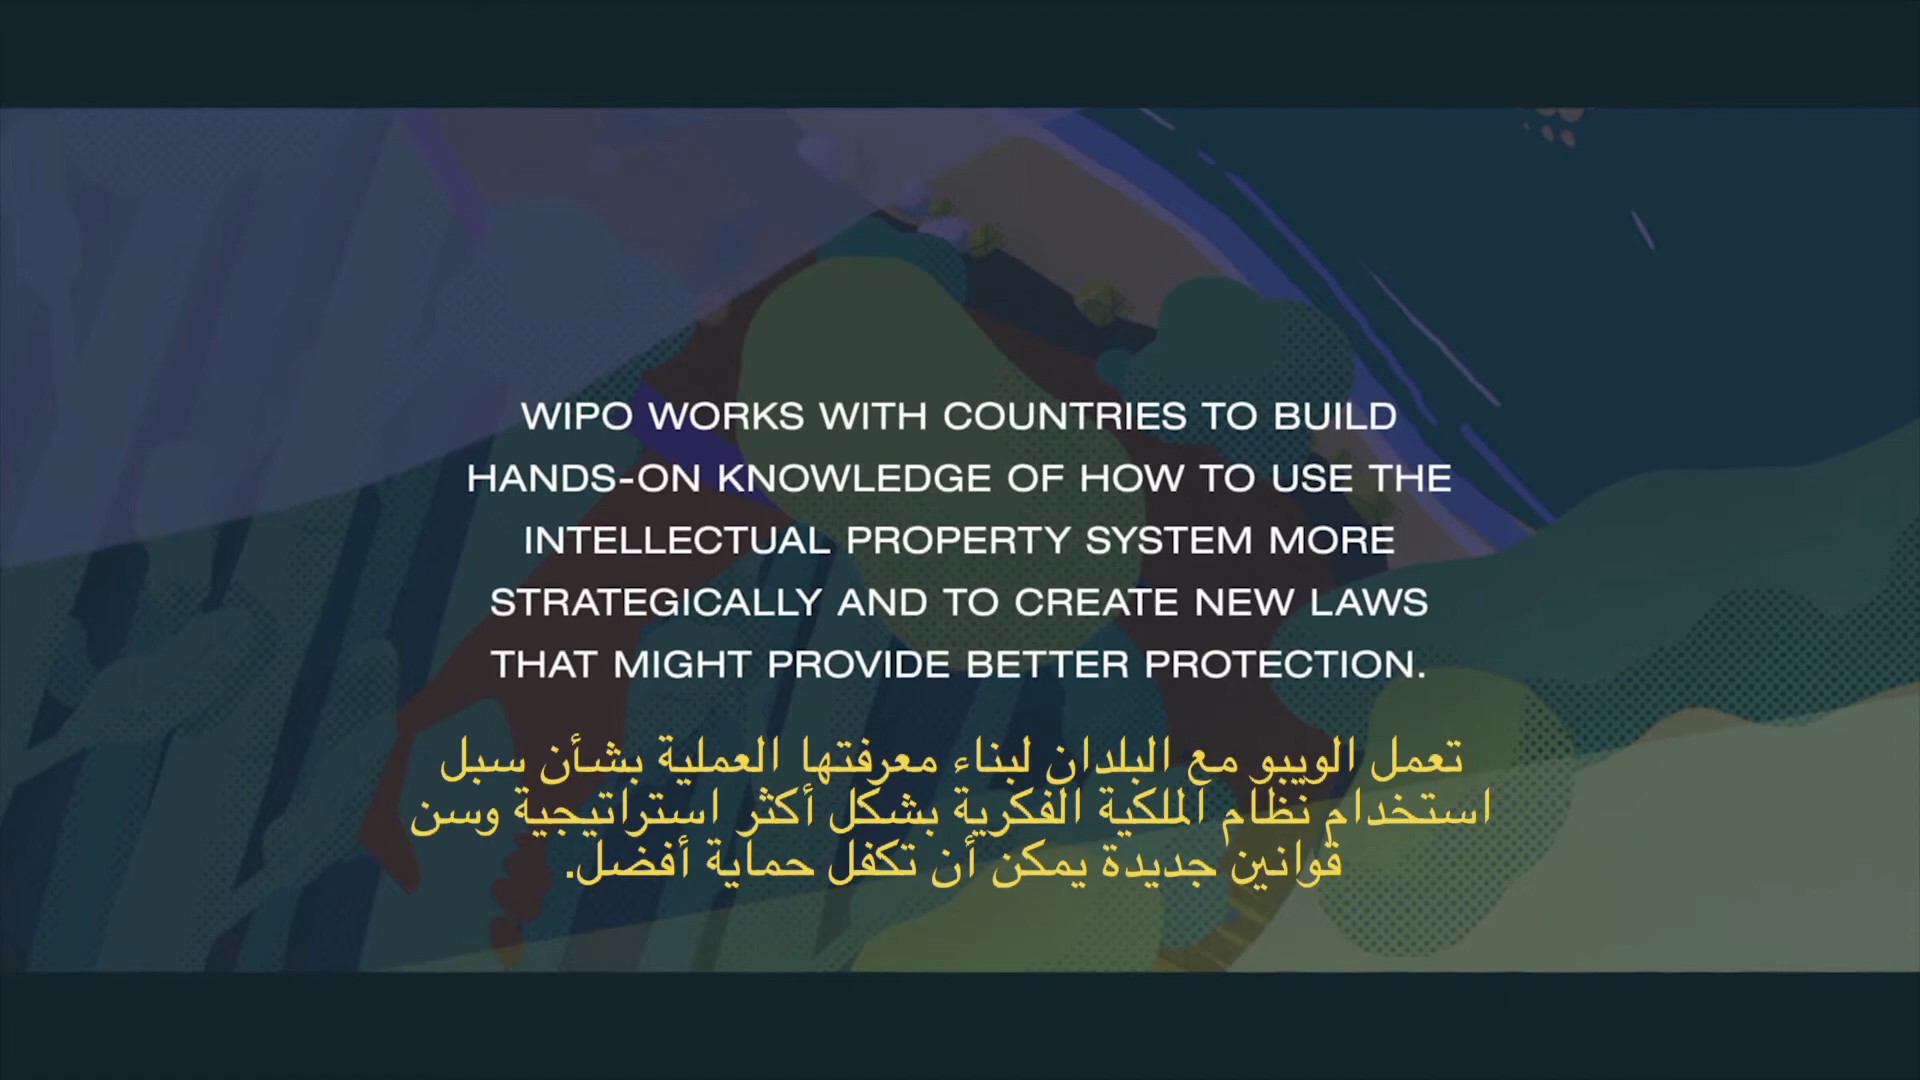 WIPO WORKS WITH COUNTRIES TO BUILD
HANDS-ON KNOWLEDGE OF HOW TO USE THE
INTELLECTUAL PROPERTY SYSTEM MORE
STRATEGICALLY AND TO CREATE NEW LAWS
THAT MIGHT PROVIDE BETTER PROTECTION.
تعمل الويبو مع البلدان لبناء معرفتها العملية بشأن سبل
استخدام نظام الملكية الفكرية بشكل أكثر استراتيجية وسن
قوانين جديدة يمكن أن تكفل حماية أفضل.